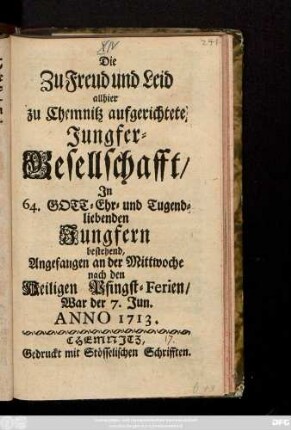 XIV
241
Die
Zu Freud und Leid
allhier
zu Chemnitz aufgerichtete
Jungfer-
Gesellschafft/
In
64. GOTT-Ehr- und Tugend-
liebenden
Jungfern
bestehend,
Angefangen an der Mittwoche
nach den
Heiligen Pfingst-Ferien/
War der 7. Jun.
ANNO 1713.
CHEMNITZ, 17.
Gedruckt mit Stösselischen Schrifften.